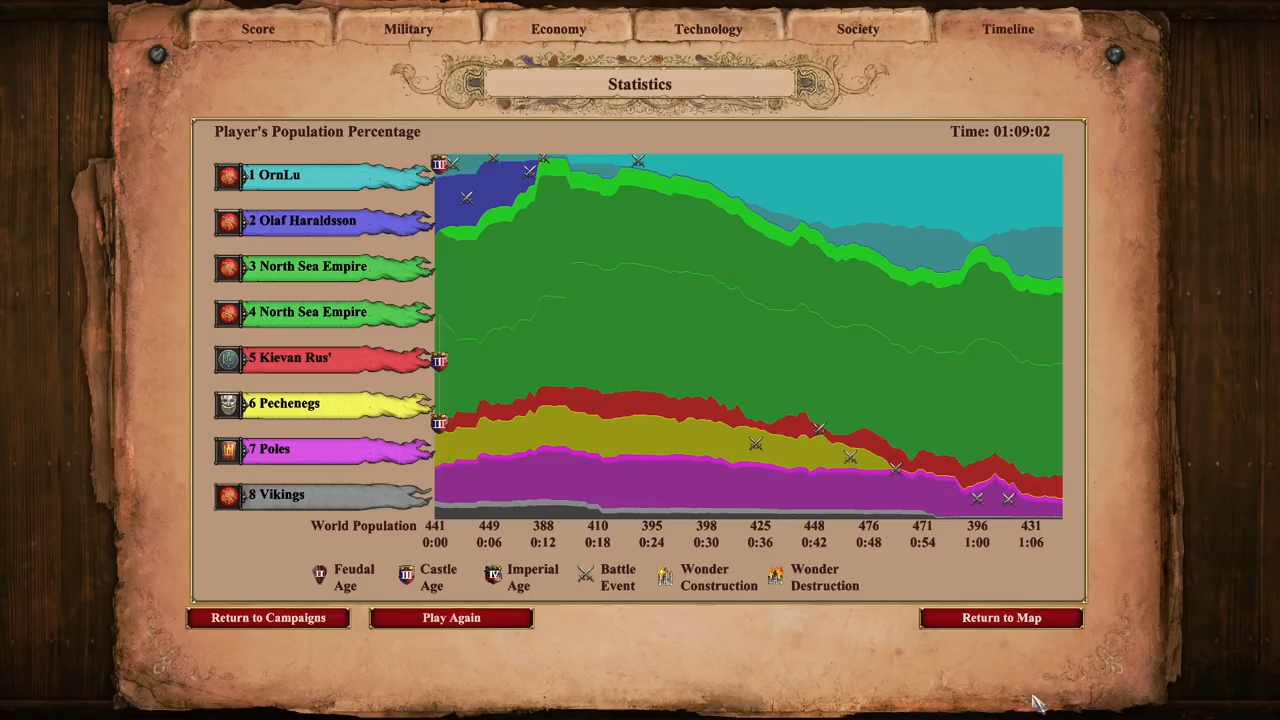 Score Military Economy Technology Society Timeline
Statistics
Player's Population Percentage
Time: 01:09:02
1 OrnLu
2 Olaf Haraldsson
3 North Sea Empire
4 North Sea Empire
5 Kievan Rus'
6 Pechenegs
7 Poles
8 Vikings
World Population 441 449 388 410 395 398 425 448 476 471 396 431
0:00 0:06 0:12 0:18 0:24 0:30 0:36 0:42 0:48 0:54 1:00 1:06
Feudal Age
Castle Age
Imperial Age
Battle Event
Wonder Construction
Wonder Destruction
Return to Campaigns
Play Again
Return to Map